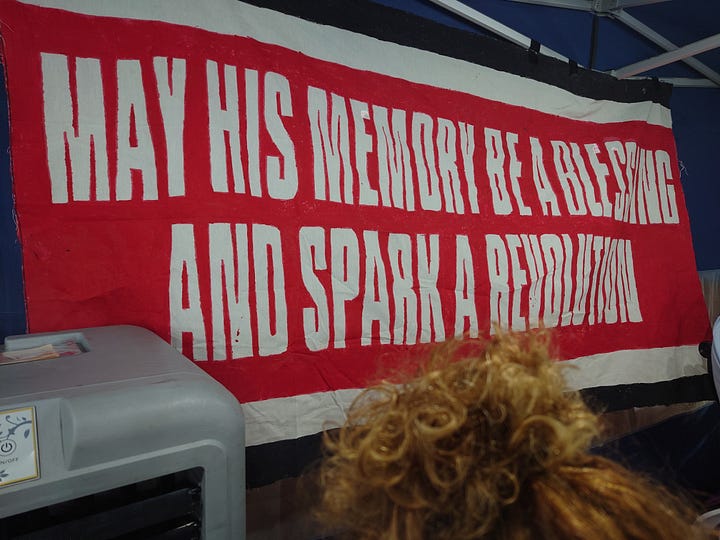 MAY HIS MEMORY BE A BLESSING
AND SPARK A REVOLUTION